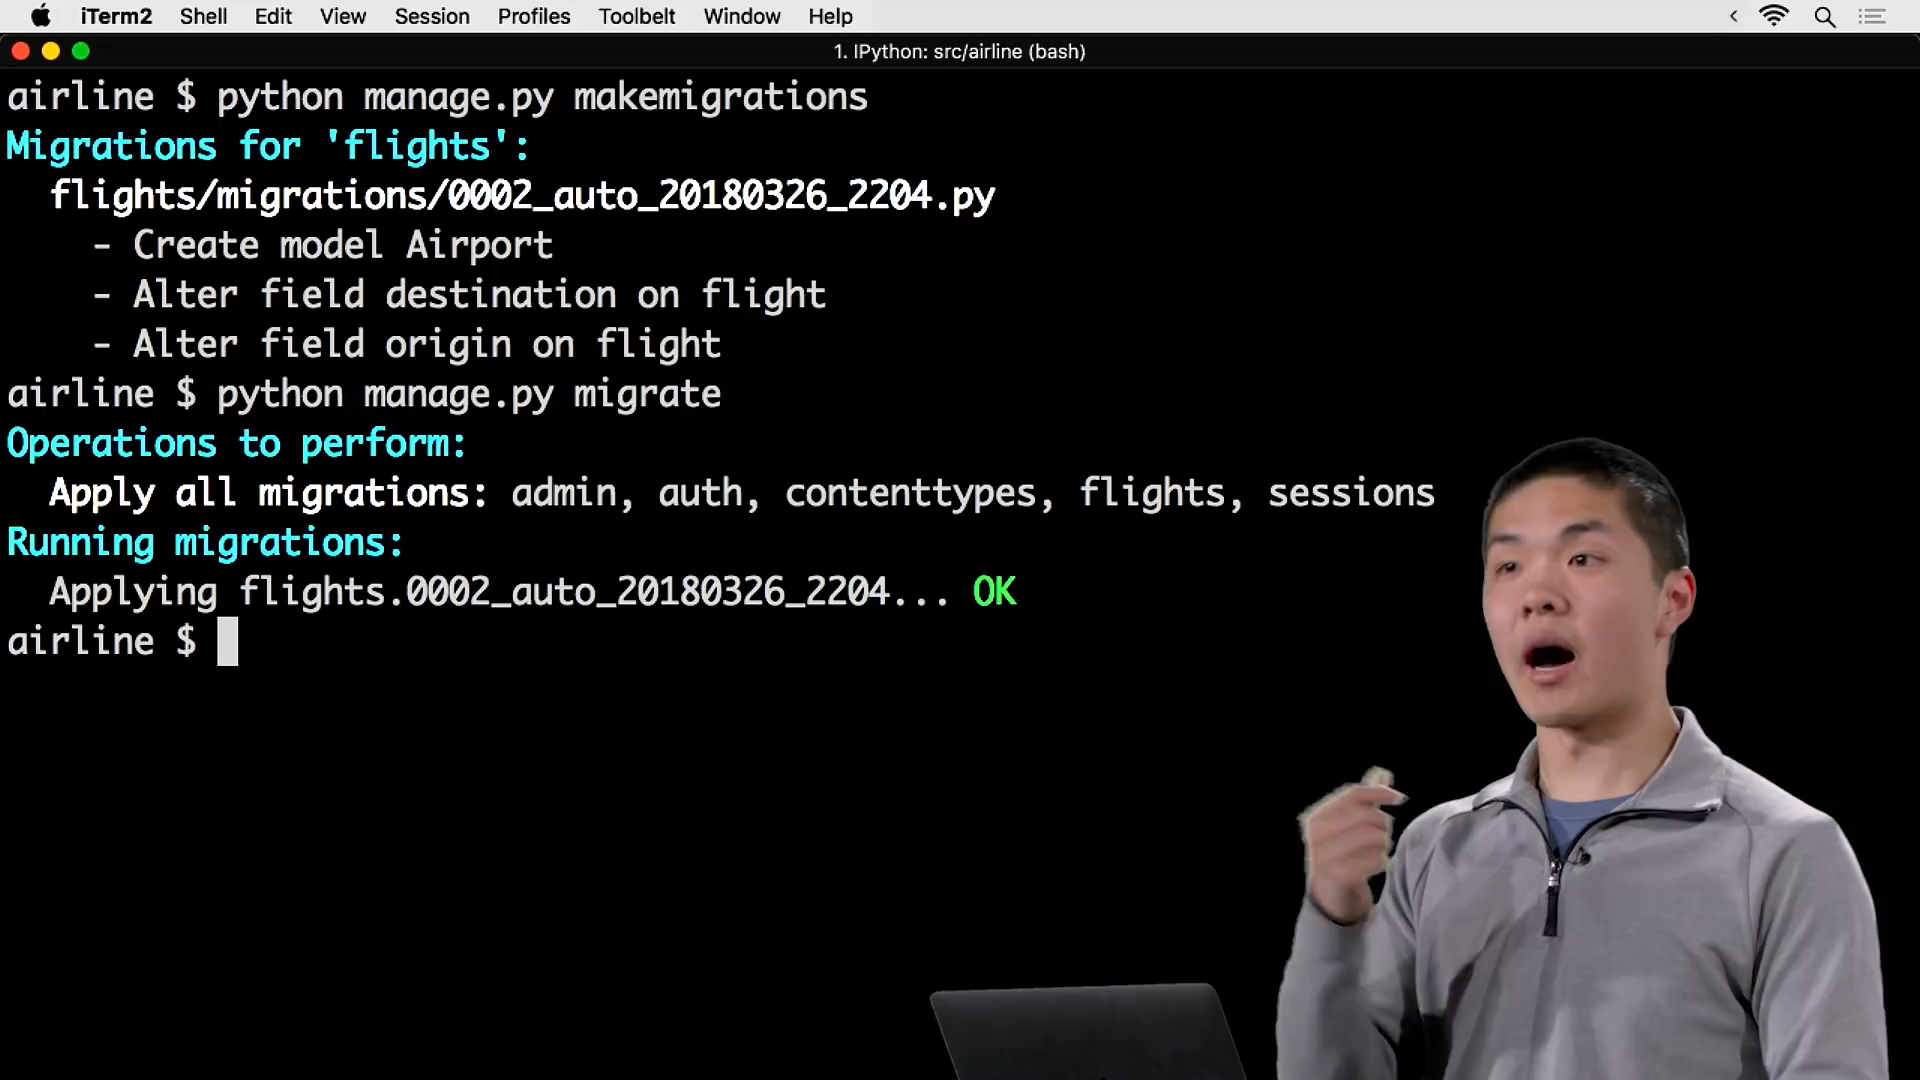 iTerm2 Shell Edit View Session Profiles Toolbelt Window Help
1. IPython: src/airline (bash)
airline $ python manage.py makemigrations
Migrations for 'flights':
flights/migrations/0002_auto_20180326_2204.py
- Create model Airport
- Alter field destination on flight
- Alter field origin on flight
airline $ python manage.py migrate
Operations to perform:
Apply all migrations: admin, auth, contenttypes, flights, sessions
Running migrations:
Applying flights.0002_auto_20180326_2204... OK
airline $